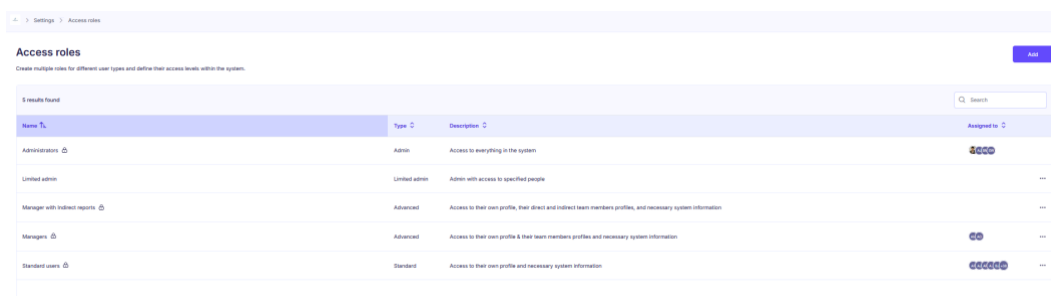 Settings > Access roles
Access roles
Add
Create multiple roles for different user types and define their access levels within the system.
5 results found
Search
Name Type Description Assigned to
Administrators Admin Access to everything in the system
Limited admin Limited admin Admin with access to specified people
Manager with Indirect reports Advanced Access to their own profile, their direct and indirect team members profiles, and necessary system information
Managers Advanced Access to their own profile & their team members profiles and necessary system information
Standard users Standard Access to their own profile and necessary system information